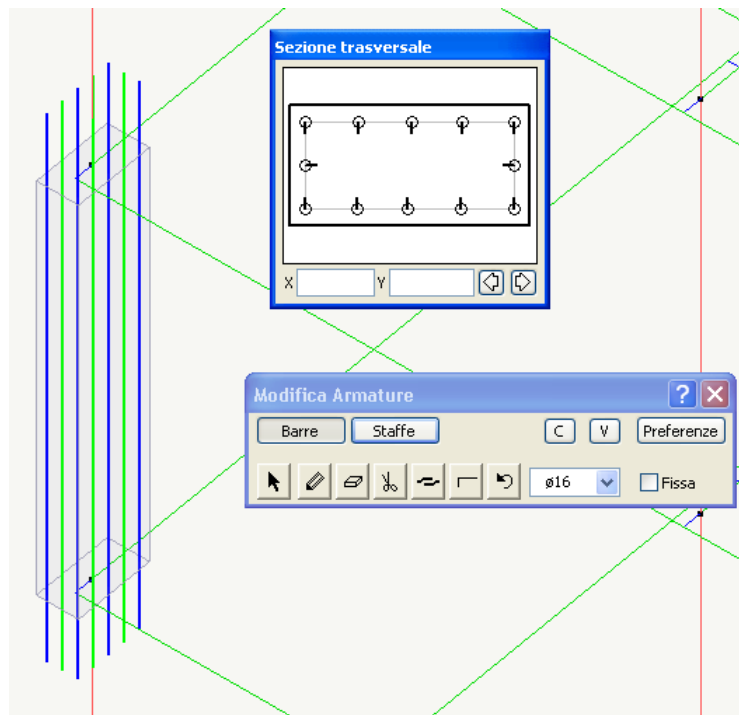 Sezione trasversale
X Y
Modifica Armature
?
Barre Staffe C V Preferenze
ø16 Fissa